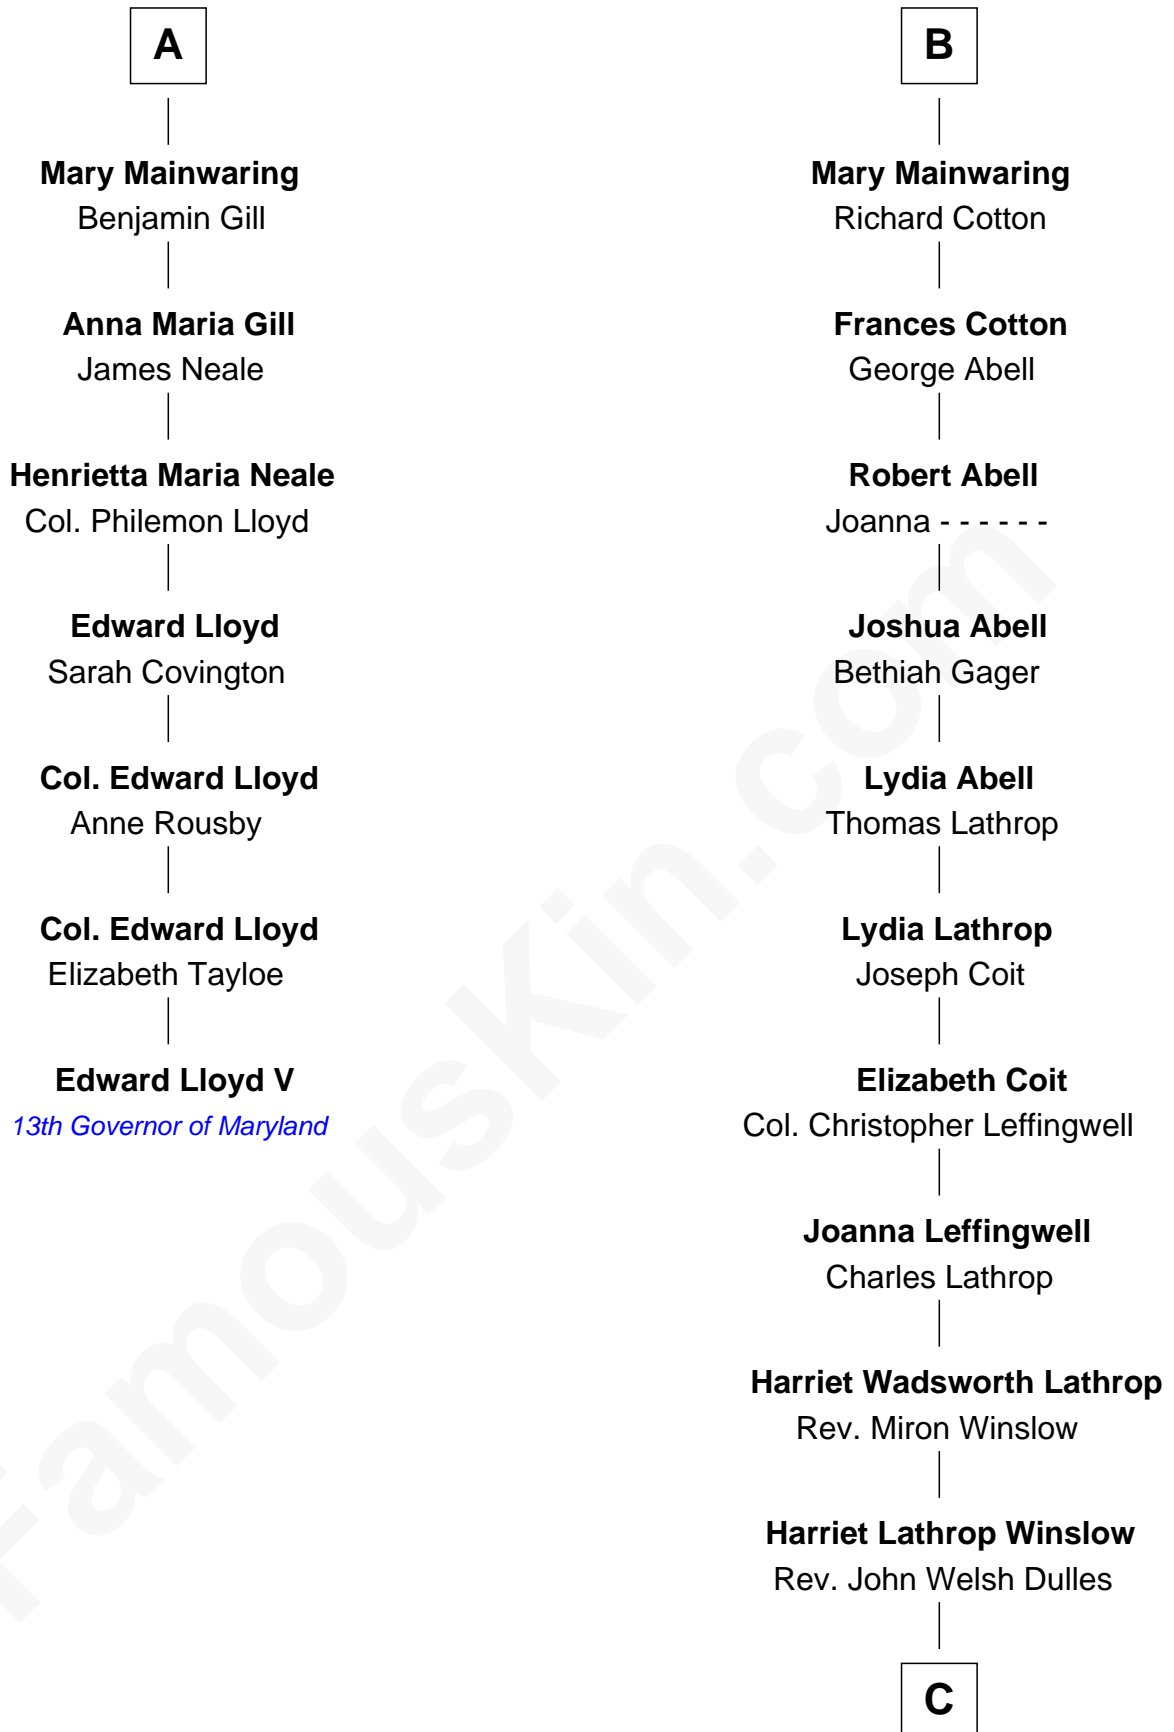 A
Mary Mainwaring
Benjamin Gill
Anna Maria Gill
James Neale
Henrietta Maria Neale
Col. Philemon Lloyd
Edward Lloyd
Sarah Covington
Col. Edward Lloyd
Anne Rousby
Col. Edward Lloyd
Elizabeth Tayloe
Edward Lloyd V
13th Governor of Maryland
B
Mary Mainwaring
Richard Cotton
Frances Cotton
George Abell
Robert Abell
Joanna - - - - - -
Joshua Abell
Bethiah Gager
Lydia Abell
Thomas Lathrop
Lydia Lathrop
Joseph Coit
Elizabeth Coit
Col. Christopher Leffingwell
Joanna Leffingwell
Charles Lathrop
Harriet Wadsworth Lathrop
Rev. Miron Winslow
Harriet Lathrop Winslow
Rev. John Welsh Dulles
C
FamousKin.com